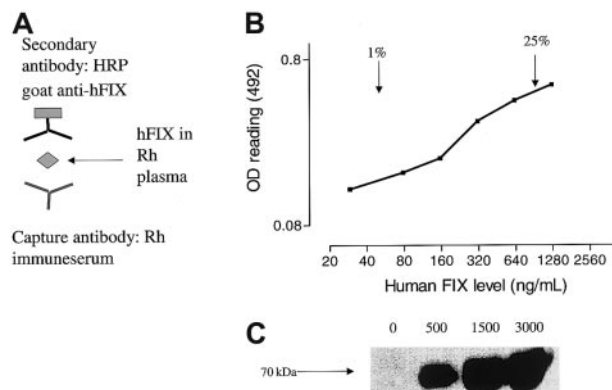 A
Secondary
antibody: HRP
goat anti-hFIX
hFIX in
Rh
plasma
Capture antibody: Rh
immuneserum
B
1%
25%
0.8
OD reading (492)
0.08
20 40 80 160 320 640 1280 2560
Human FIX level (ng/mL)
C
0 500 1500 3000
70 kDa